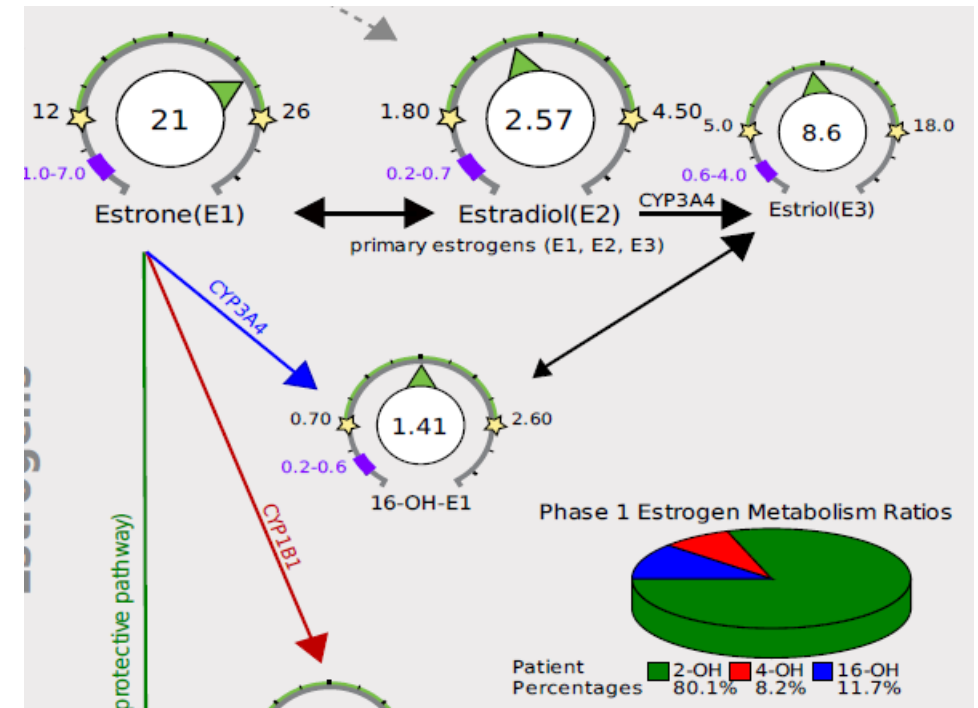 12
21
26
1.0-7.0
Estrone(E1)
1.80
2.57
4.50
0.2-0.7
Estradiol(E2)
CYP3A4
5.0
8.6
18.0
0.6-4.0
Estriol(E3)
primary estrogens (E1, E2, E3)
CYP3A4
0.70
1.41
2.60
0.2-0.6
16-OH-E1
CYP1B1
protective pathway)
Phase 1 Estrogen Metabolism Ratios
Patient
Percentages
2-OH 4-OH 16-OH
80.1% 8.2% 11.7%